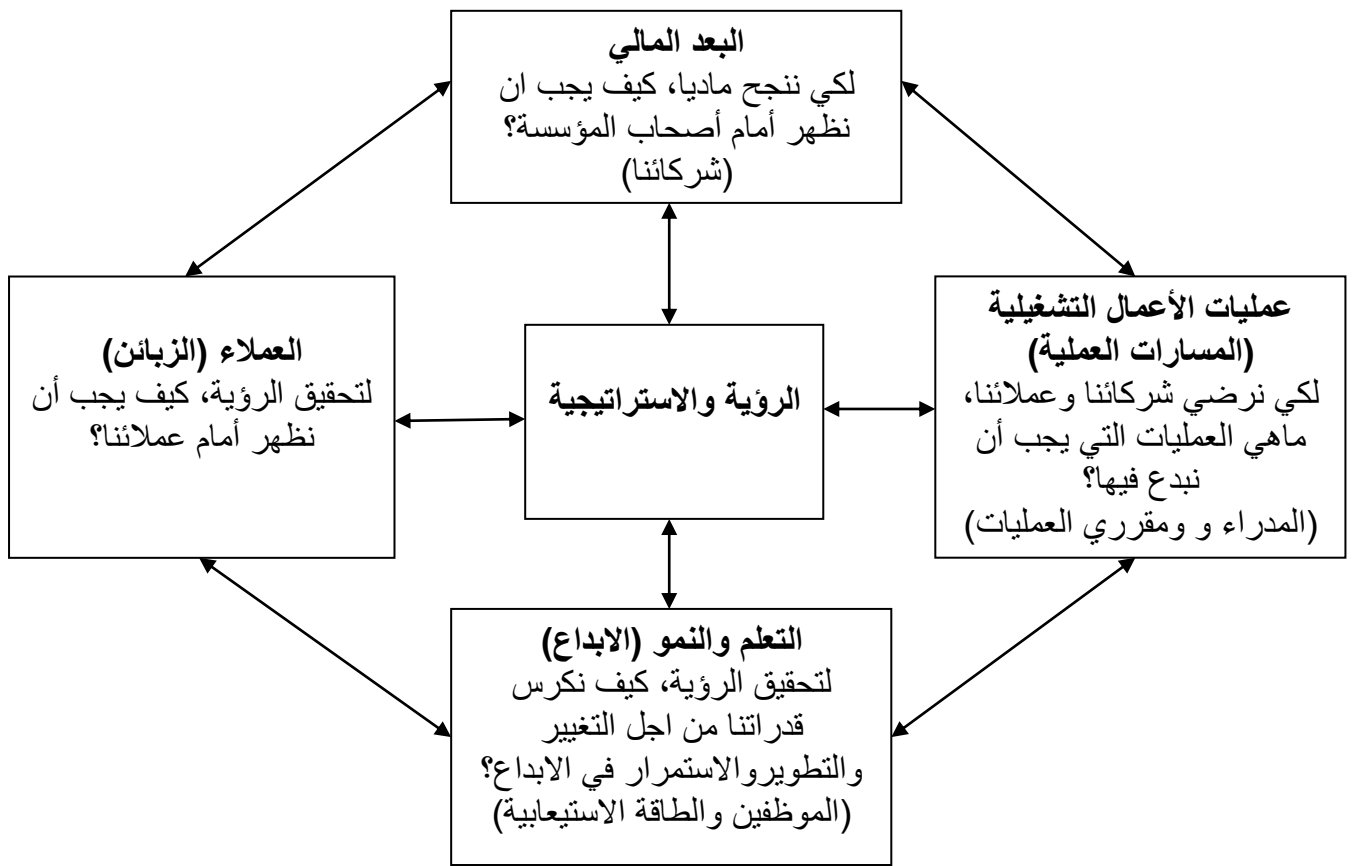 البعد المالي
لكي ننجح ماديا، كيف يجب ان
نظهر أمام أصحاب المؤسسة؟
(شركائنا)
عمليات الأعمال التشغيلية
(المسارات العملية)
لكي نرضي شركائنا وعملائنا،
ماهي العمليات التي يجب أن
نبدع فيها؟
(المدراء و ومقرري العمليات)
الرؤية والاستراتيجية
العملاء (الزبائن)
لتحقيق الرؤية، كيف يجب أن
نظهر أمام عملائنا؟
التعلم والنمو (الابداع)
لتحقيق الرؤية، كيف نكرس
قدراتنا من اجل التغيير
والتطويروالاستمرار في الابداع؟
(الموظفين والطاقة الاستيعابية)